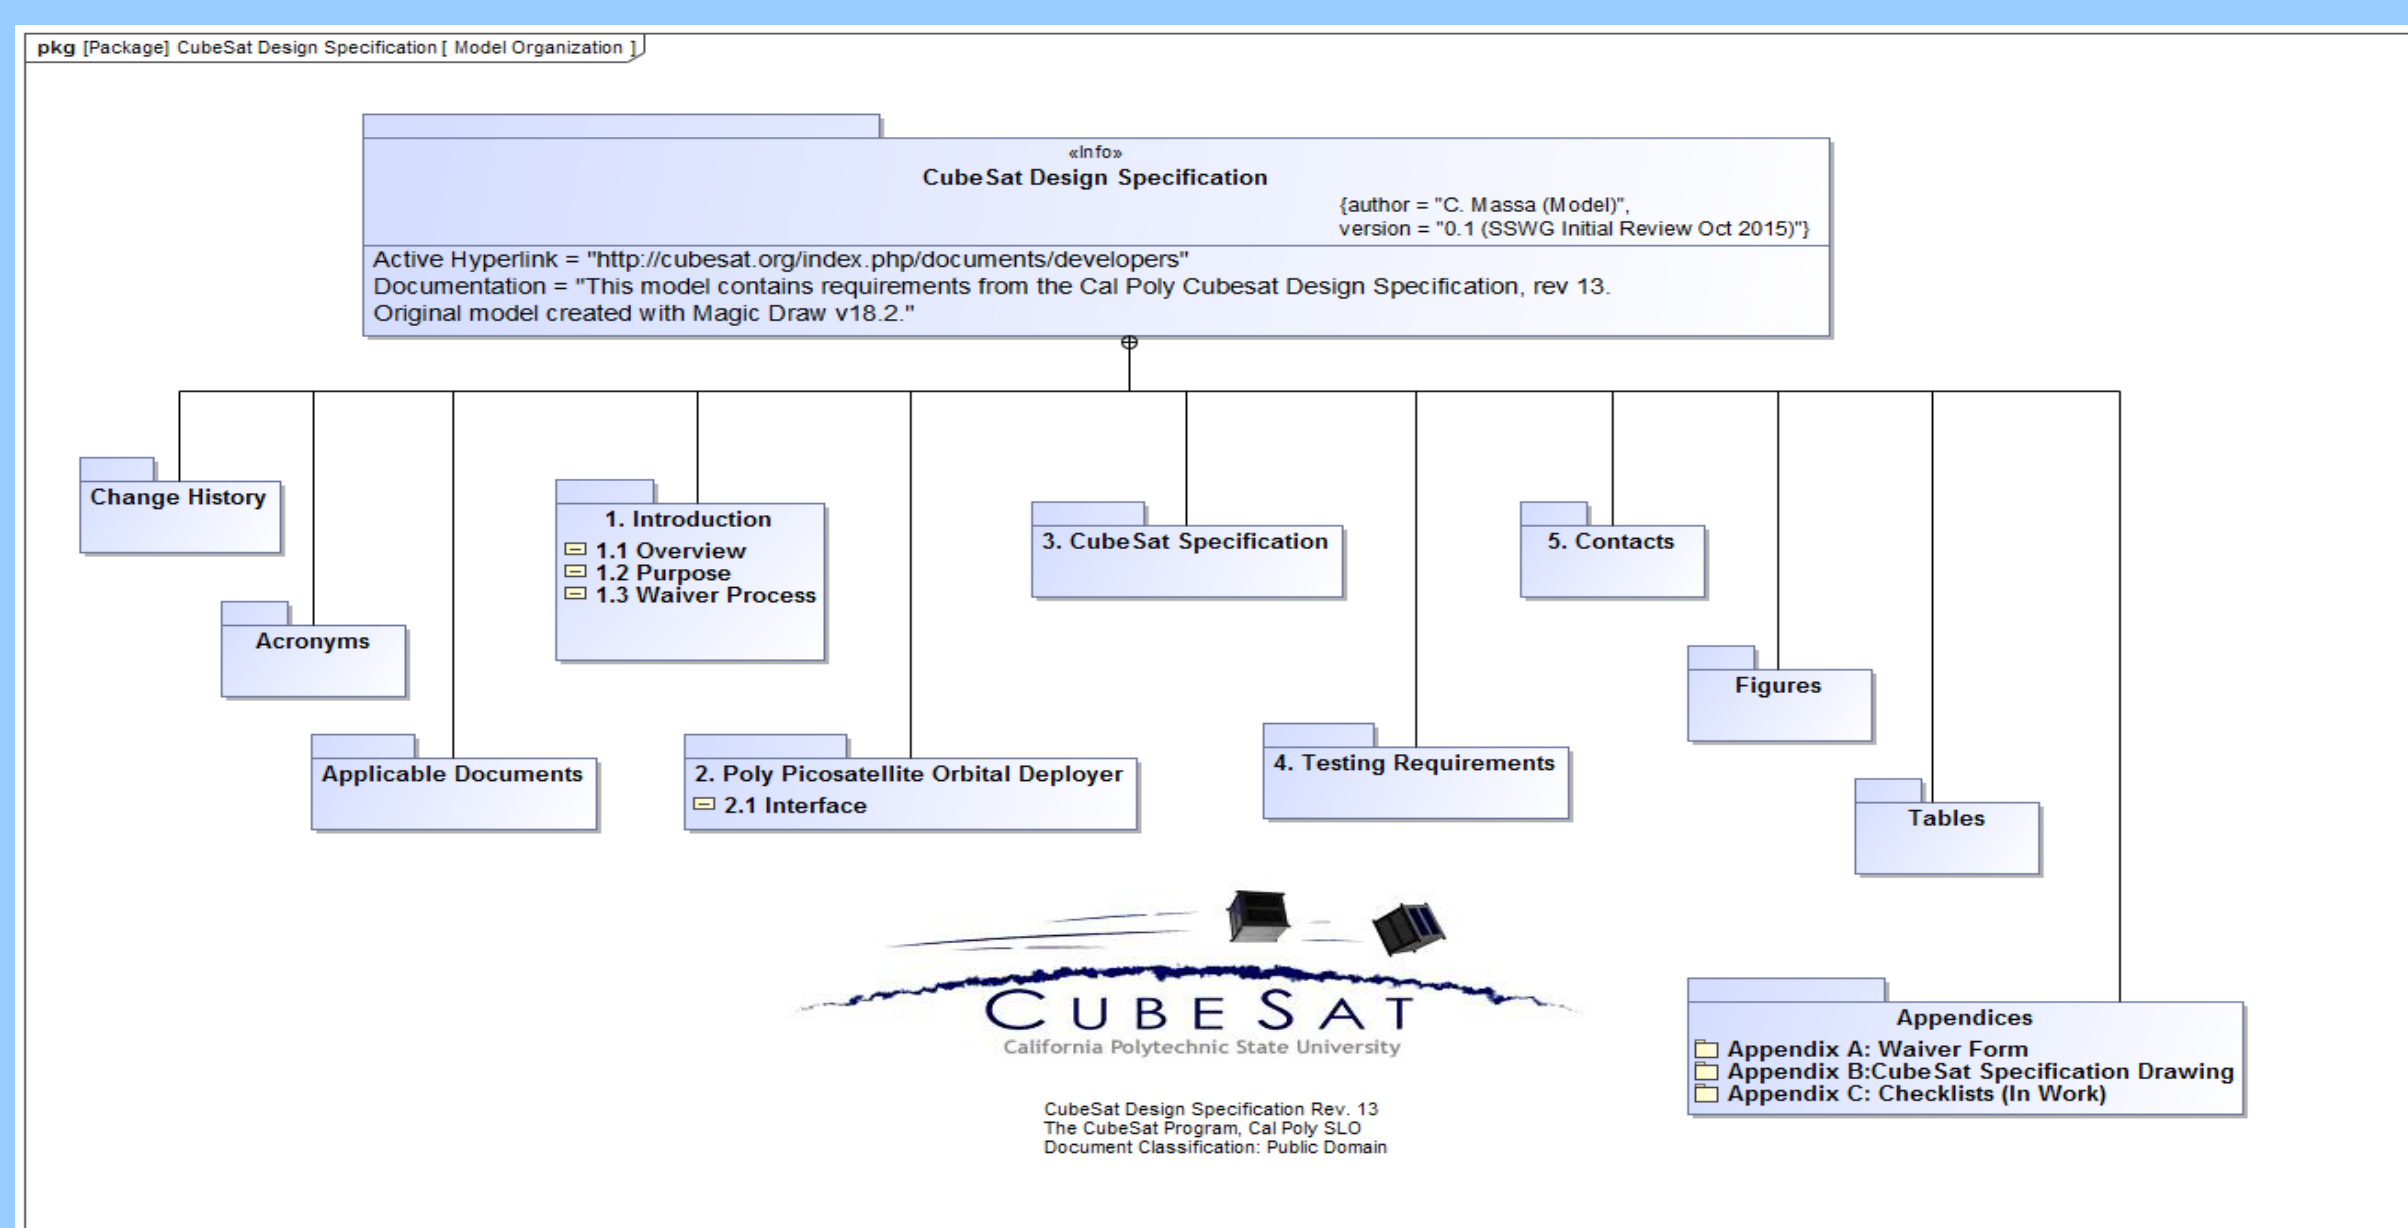 pkg [Package] CubeSat Design Specification [ Model Organization ]
«Info»
CubeSat Design Specification
{author = "C. Massa (Model)",
version = "0.1 (SSWG Initial Review Oct 2015)"}
Active Hyperlink = "http://cubesat.org/index.php/documents/developers"
Documentation = "This model contains requirements from the Cal Poly Cubesat Design Specification, rev 13.
Original model created with Magic Draw v18.2."
Change History
Acronyms
Applicable Documents
1. Introduction
1.1 Overview
1.2 Purpose
1.3 Waiver Process
2. Poly Picosatellite Orbital Deployer
2.1 Interface
3. CubeSat Specification
4. Testing Requirements
5. Contacts
Figures
Tables
Appendices
Appendix A: Waiver Form
Appendix B:CubeSat Specification Drawing
Appendix C: Checklists (In Work)
CUBESAT
California Polytechnic State University
CubeSat Design Specification Rev. 13
The CubeSat Program, Cal Poly SLO
Document Classification: Public Domain